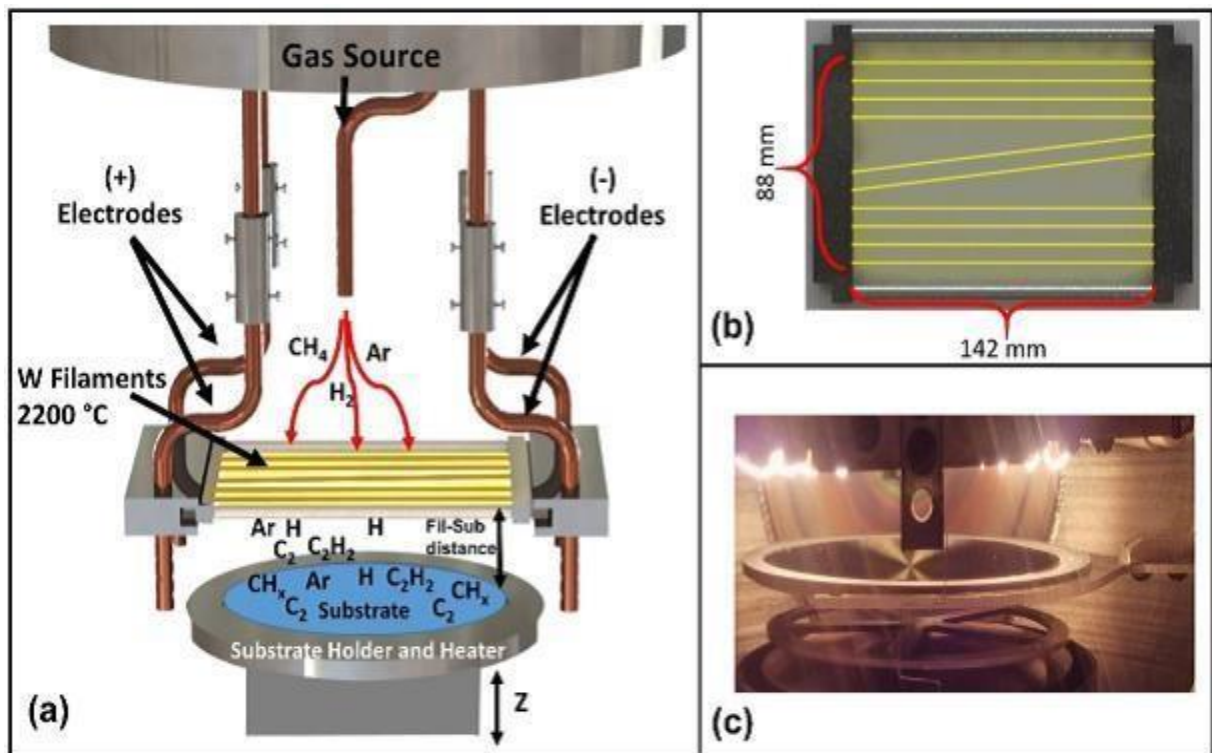 Gas Source
(+)
Electrodes
(-)
Electrodes
CH₄
Ar
H₂
W Filaments
2200 °C
Ar H H
C₂ C₂H₂
Fil-Sub
distance
CHₓ Ar H C₂H₂ CHₓ
C₂ Substrate C₂
Substrate Holder and Heater
Z
(a)
88 mm
142 mm
(b)
(c)